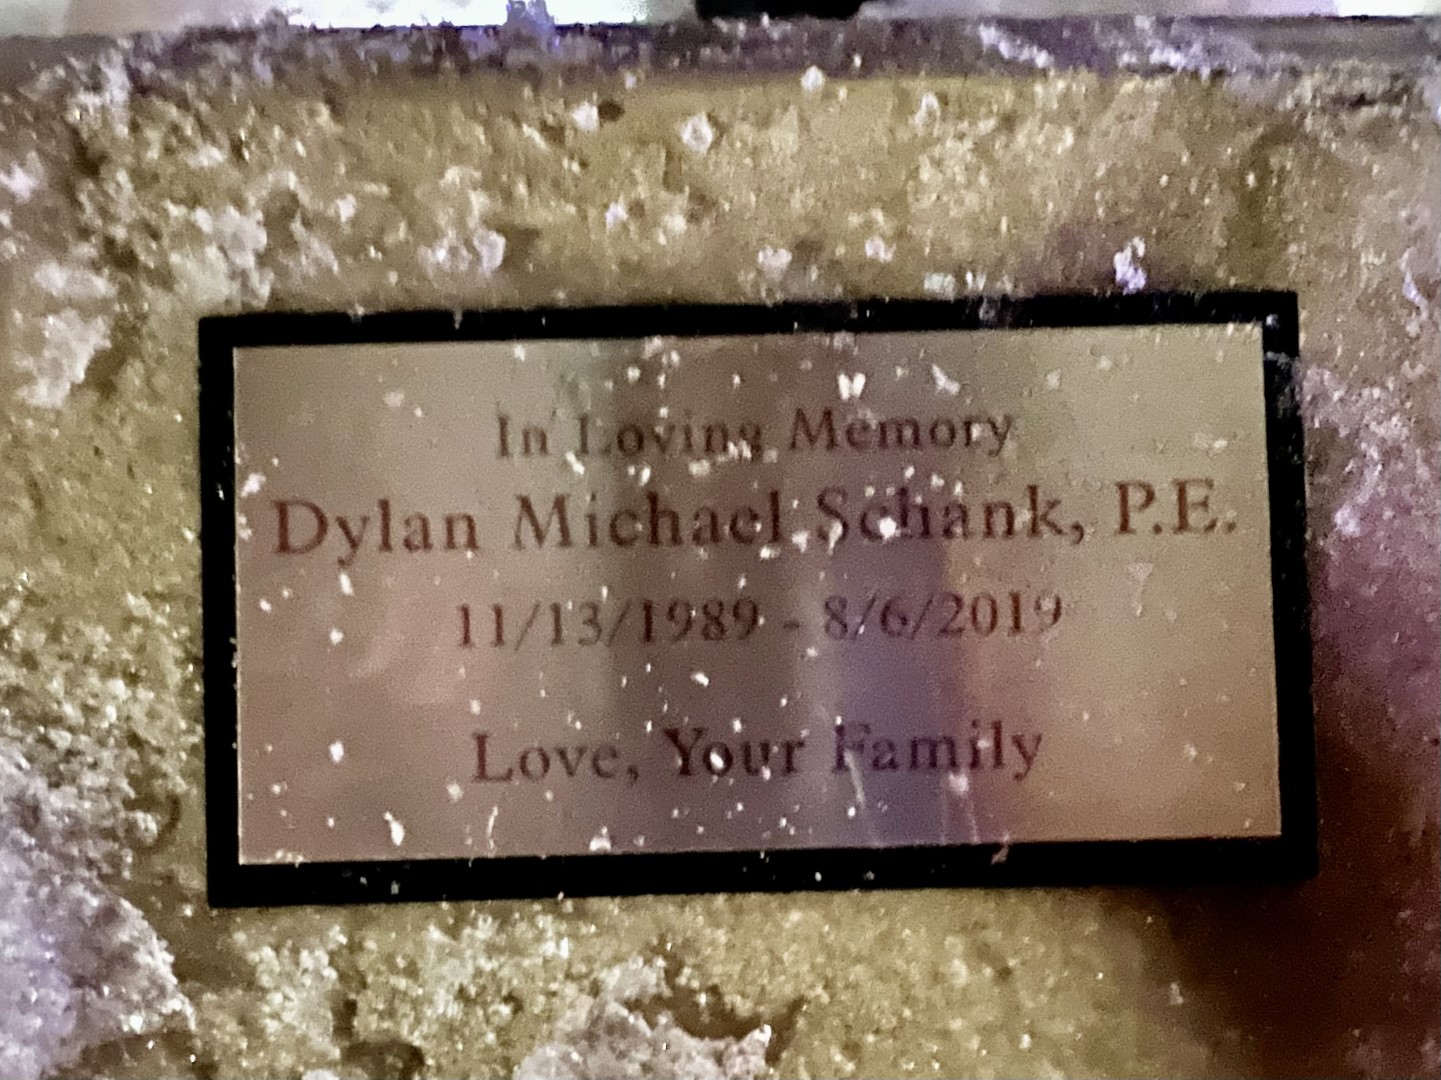 In Loving Memory
Dylan Michael Schank, P.E.
11/13/1989 - 8/6/2019
Love, Your Family